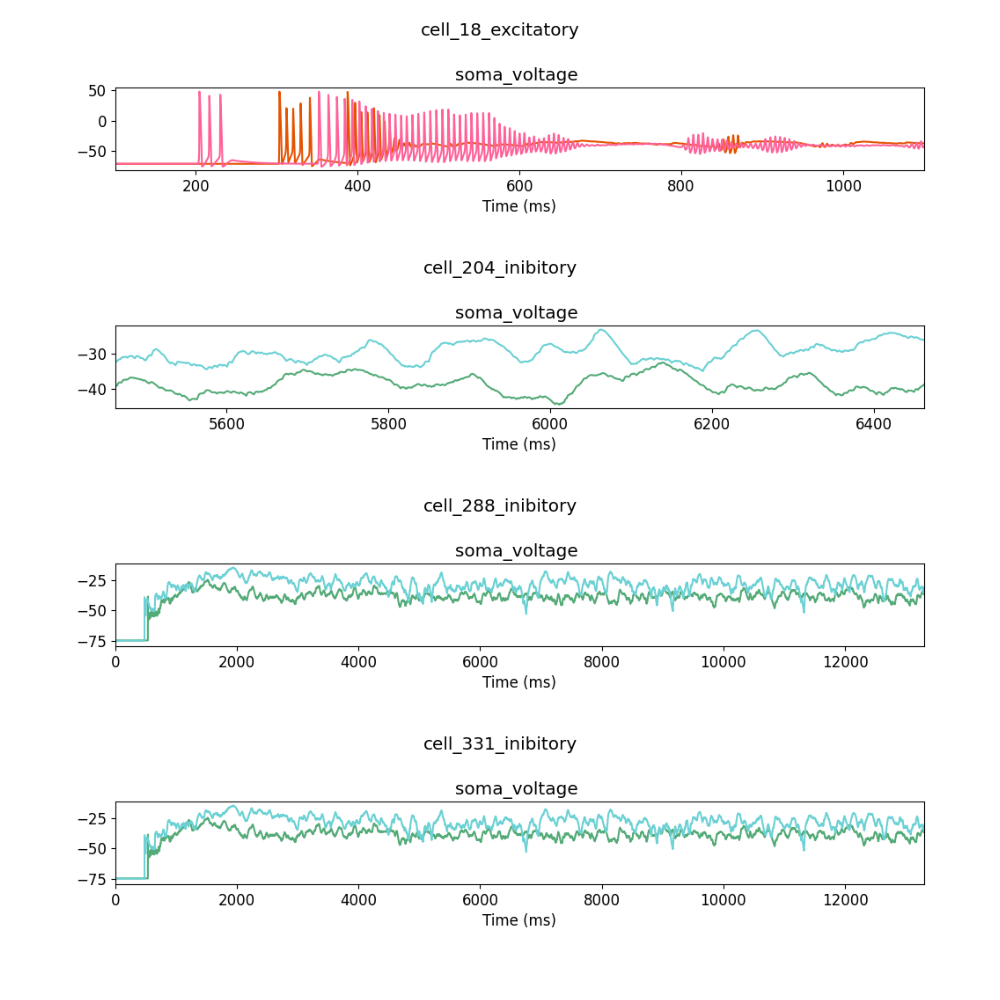 cell_18_excitatory
soma_voltage
50
0
−50
200 400 600 800 1000
Time (ms)
cell_204_inibitory
soma_voltage
−30
−40
5600 5800 6000 6200 6400
Time (ms)
cell_288_inibitory
soma_voltage
−25
−50
−75
0 2000 4000 6000 8000 10000 12000
Time (ms)
cell_331_inibitory
soma_voltage
−25
−50
−75
0 2000 4000 6000 8000 10000 12000
Time (ms)